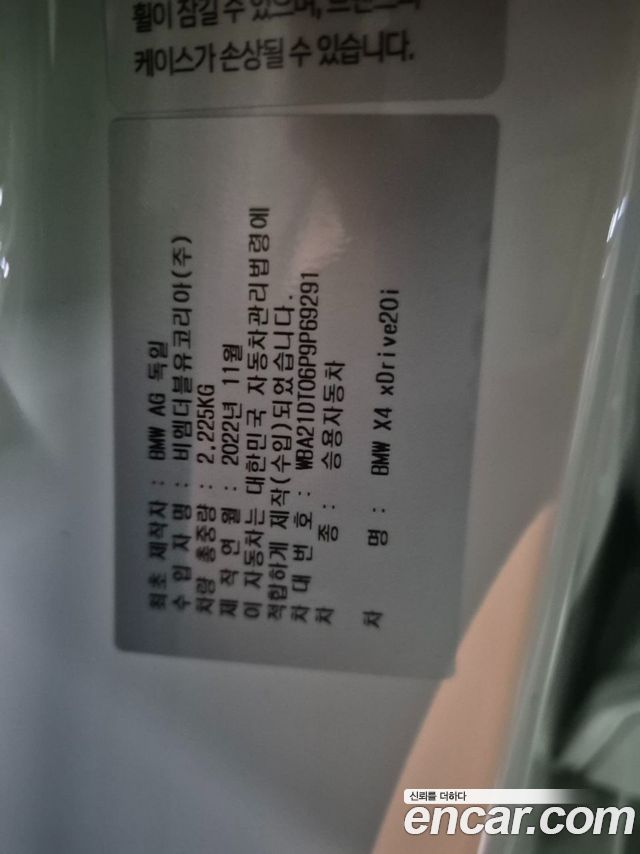 휠이 잠길 수 있으며,
케이스가 손상될 수 있습니다.
최초 제작자 : BMW AG 독일
수 입 자 명 : 비엠더블유코리아(주)
차량 총중량 : 2,225KG
제 작 연 월 : 2022년 11월
이 자동차는 대한민국 자동차관리법령에
적합하게 제작(수입)되었습니다.
차 대 번 호 : WBA21DT06P9P69291
차 종 : 승용자동차
차 명 : BMW X4 xDrive20i
신뢰를 더하다
encar.com